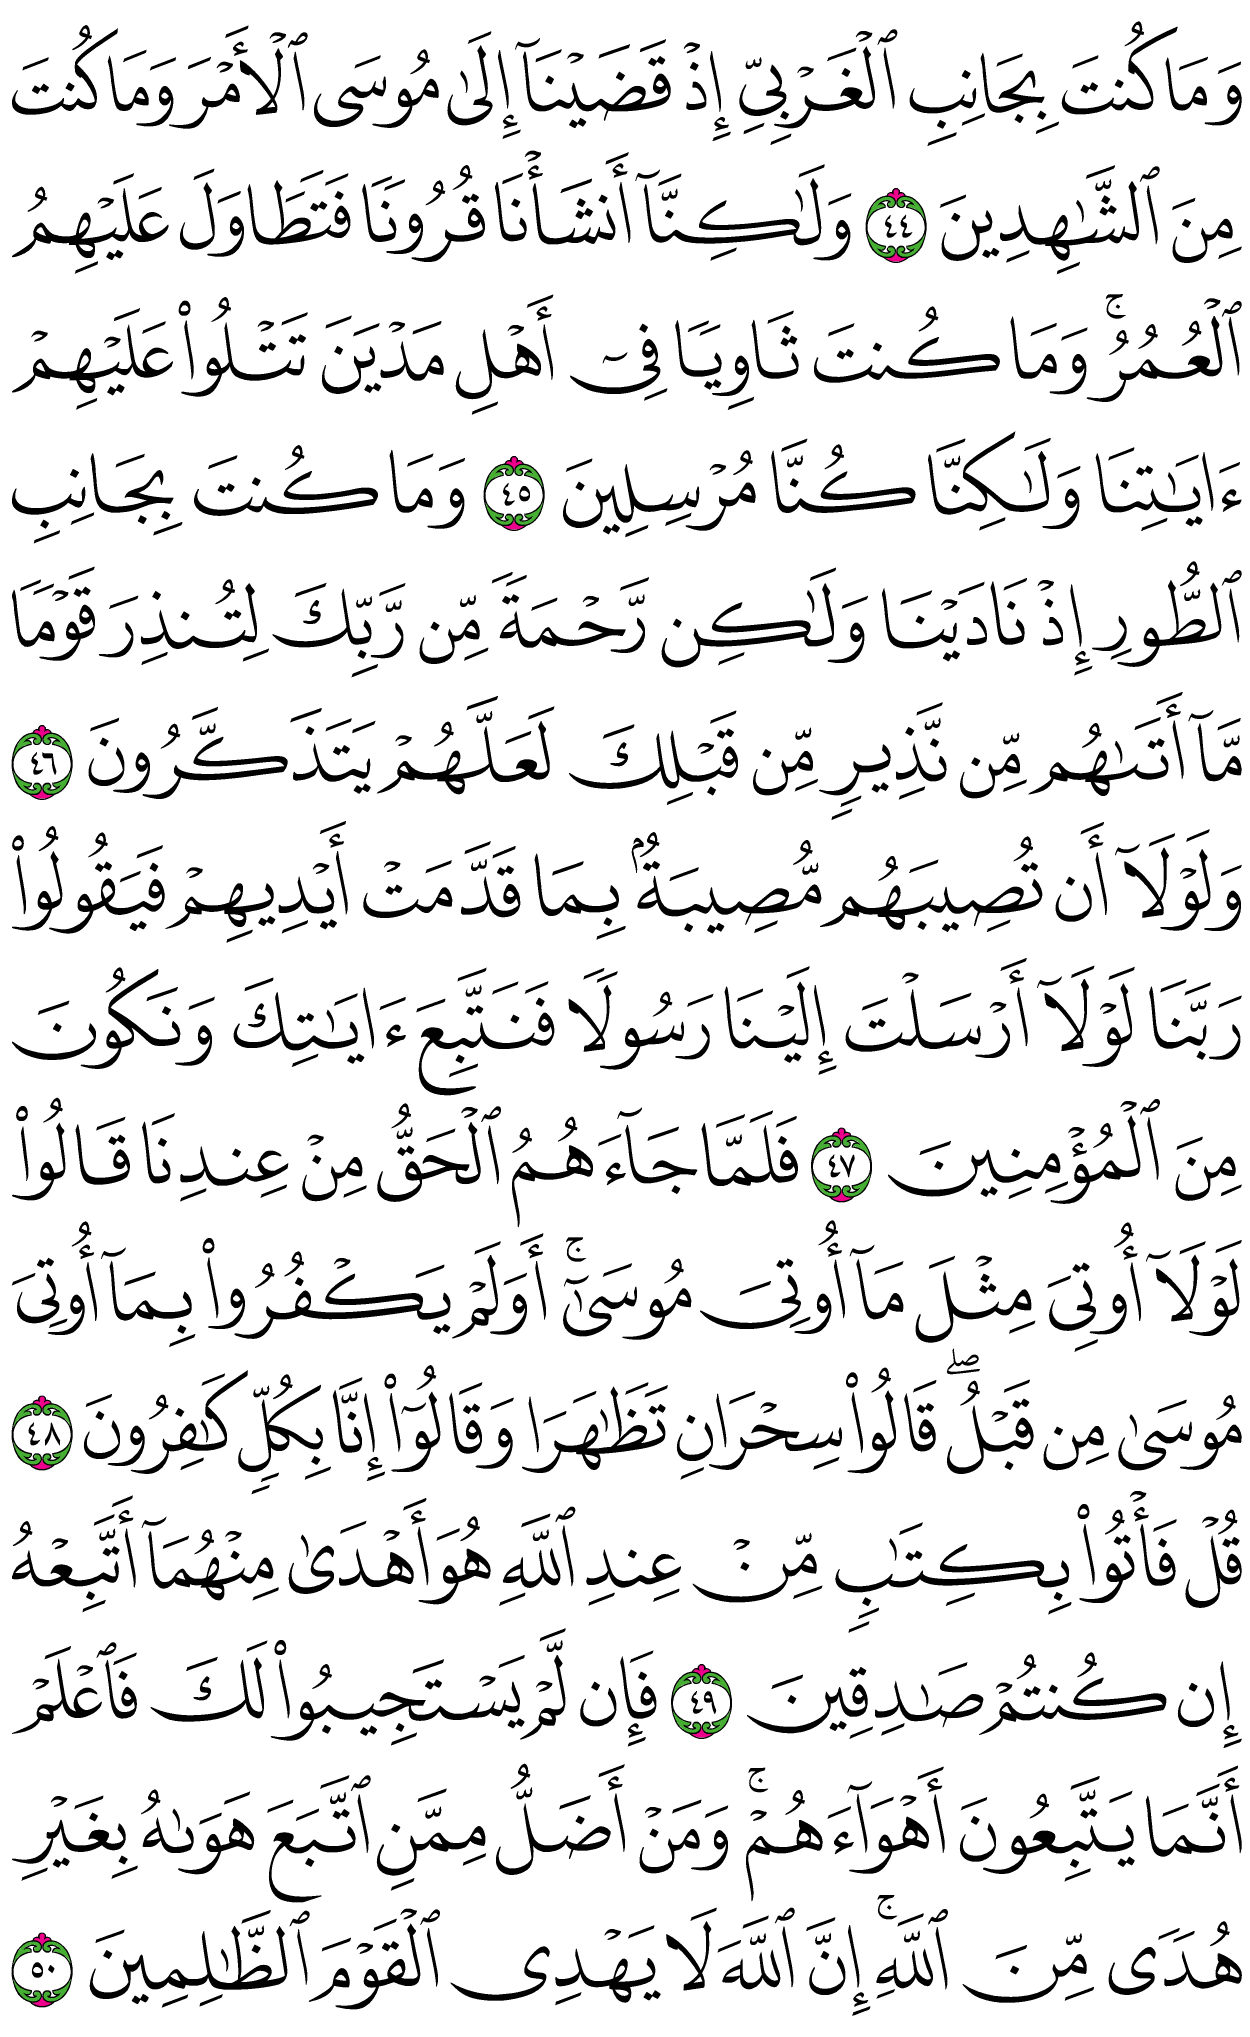 وَمَا كُنتَ بِجَانِبِ ٱلْغَرْبِيِّ إِذْ قَضَيْنَآ إِلَىٰ مُوسَى ٱلْأَمْرَ وَمَا كُنتَ
مِنَ ٱلشَّٰهِدِينَ ٤٤ وَلَٰكِنَّآ أَنشَأْنَا قُرُونًا فَتَطَاوَلَ عَلَيْهِمُ
ٱلْعُمُرُ ۚ وَمَا كُنتَ ثَاوِيًا فِىٓ أَهْلِ مَدْيَنَ تَتْلُوا۟ عَلَيْهِمْ
ءَايَٰتِنَا وَلَٰكِنَّا كُنَّا مُرْسِلِينَ ٤٥ وَمَا كُنتَ بِجَانِبِ
ٱلطُّورِ إِذْ نَادَيْنَا وَلَٰكِن رَّحْمَةً مِّن رَّبِّكَ لِتُنذِرَ قَوْمًا
مَّآ أَتَىٰهُم مِّن نَّذِيرٍ مِّن قَبْلِكَ لَعَلَّهُمْ يَتَذَكَّرُونَ ٤٦
وَلَوْلَآ أَن تُصِيبَهُم مُّصِيبَةٌۢ بِمَا قَدَّمَتْ أَيْدِيهِمْ فَيَقُولُوا۟
رَبَّنَا لَوْلَآ أَرْسَلْتَ إِلَيْنَا رَسُولًا فَنَتَّبِعَ ءَايَٰتِكَ وَنَكُونَ
مِنَ ٱلْمُؤْمِنِينَ ٤٧ فَلَمَّا جَآءَهُمُ ٱلْحَقُّ مِنْ عِندِنَا قَالُوا۟
لَوْلَآ أُوتِىَ مِثْلَ مَآ أُوتِىَ مُوسَىٰٓ ۚ أَوَلَمْ يَكْفُرُوا۟ بِمَآ أُوتِىَ
مُوسَىٰ مِن قَبْلُ ۖ قَالُوا۟ سِحْرَانِ تَظَٰهَرَا وَقَالُوٓا۟ إِنَّا بِكُلٍّ كَٰفِرُونَ ٤٨
قُلْ فَأْتُوا۟ بِكِتَٰبٍ مِّنْ عِندِ ٱللَّهِ هُوَ أَهْدَىٰ مِنْهُمَآ أَتَّبِعْهُ
إِن كُنتُمْ صَٰدِقِينَ ٤٩ فَإِن لَّمْ يَسْتَجِيبُوا۟ لَكَ فَٱعْلَمْ
أَنَّمَا يَتَّبِعُونَ أَهْوَآءَهُمْ ۚ وَمَنْ أَضَلُّ مِمَّنِ ٱتَّبَعَ هَوَىٰهُ بِغَيْرِ
هُدًى مِّنَ ٱللَّهِ ۚ إِنَّ ٱللَّهَ لَا يَهْدِى ٱلْقَوْمَ ٱلظَّٰلِمِينَ ٥٠